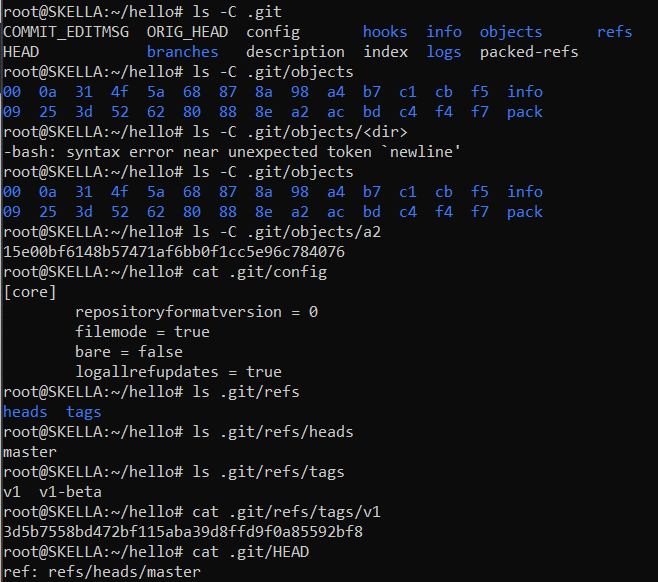 root@SKELLA:~/hello# ls -C .git
COMMIT_EDITMSG  ORIG_HEAD  config       hooks  info  objects      refs
HEAD            branches   description  index  logs  packed-refs
root@SKELLA:~/hello# ls -C .git/objects
00  0a  31  4f  5a  68  87  8a  98  a4  b7  c1  cb  f5  info
09  25  3d  52  62  80  88  8e  a2  ac  bd  c4  f4  f7  pack
root@SKELLA:~/hello# ls -C .git/objects/<dir>
-bash: syntax error near unexpected token `newline'
root@SKELLA:~/hello# ls -C .git/objects
00  0a  31  4f  5a  68  87  8a  98  a4  b7  c1  cb  f5  info
09  25  3d  52  62  80  88  8e  a2  ac  bd  c4  f4  f7  pack
root@SKELLA:~/hello# ls -C .git/objects/a2
15e00bf6148b57471af6bb0f1cc5e96c784076
root@SKELLA:~/hello# cat .git/config
[core]
        repositoryformatversion = 0
        filemode = true
        bare = false
        logallrefupdates = true
root@SKELLA:~/hello# ls .git/refs
heads  tags
root@SKELLA:~/hello# ls .git/refs/heads
master
root@SKELLA:~/hello# ls .git/refs/tags
v1  v1-beta
root@SKELLA:~/hello# cat .git/refs/tags/v1
3d5b7558bd472bf115aba39d8ffd9f0a85592bf8
root@SKELLA:~/hello# cat .git/HEAD
ref: refs/heads/master